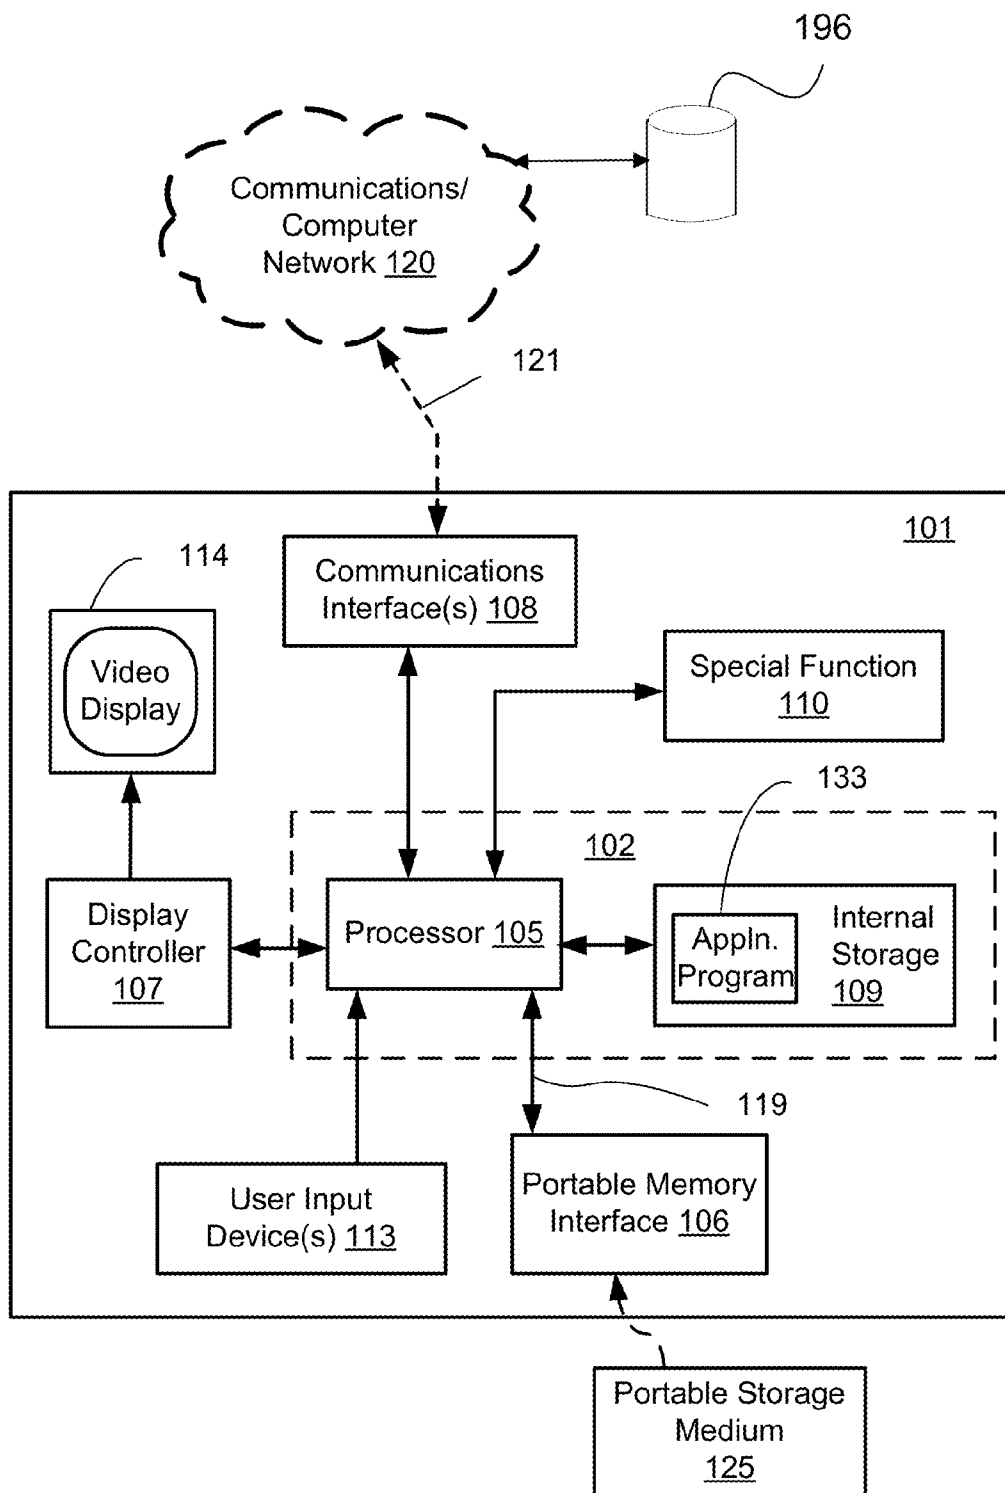 196
Communications/
Computer
Network 120
121
101
114
Communications
Interface(s) 108
Video
Display
Special Function
110
133
102
Display
Controller
107
Processor 105
Appln.
Program
Internal
Storage
109
119
User Input
Device(s) 113
Portable Memory
Interface 106
Portable Storage
Medium
125